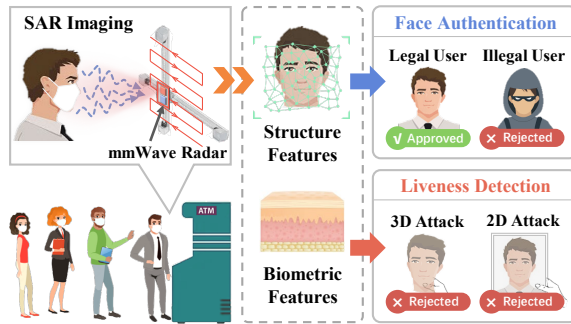 SAR Imaging
mmWave Radar
ATM
Structure
Features
Biometric
Features
Face Authentication
Legal User
Illegal User
√ Approved
× Rejected
Liveness Detection
3D Attack
2D Attack
× Rejected
× Rejected